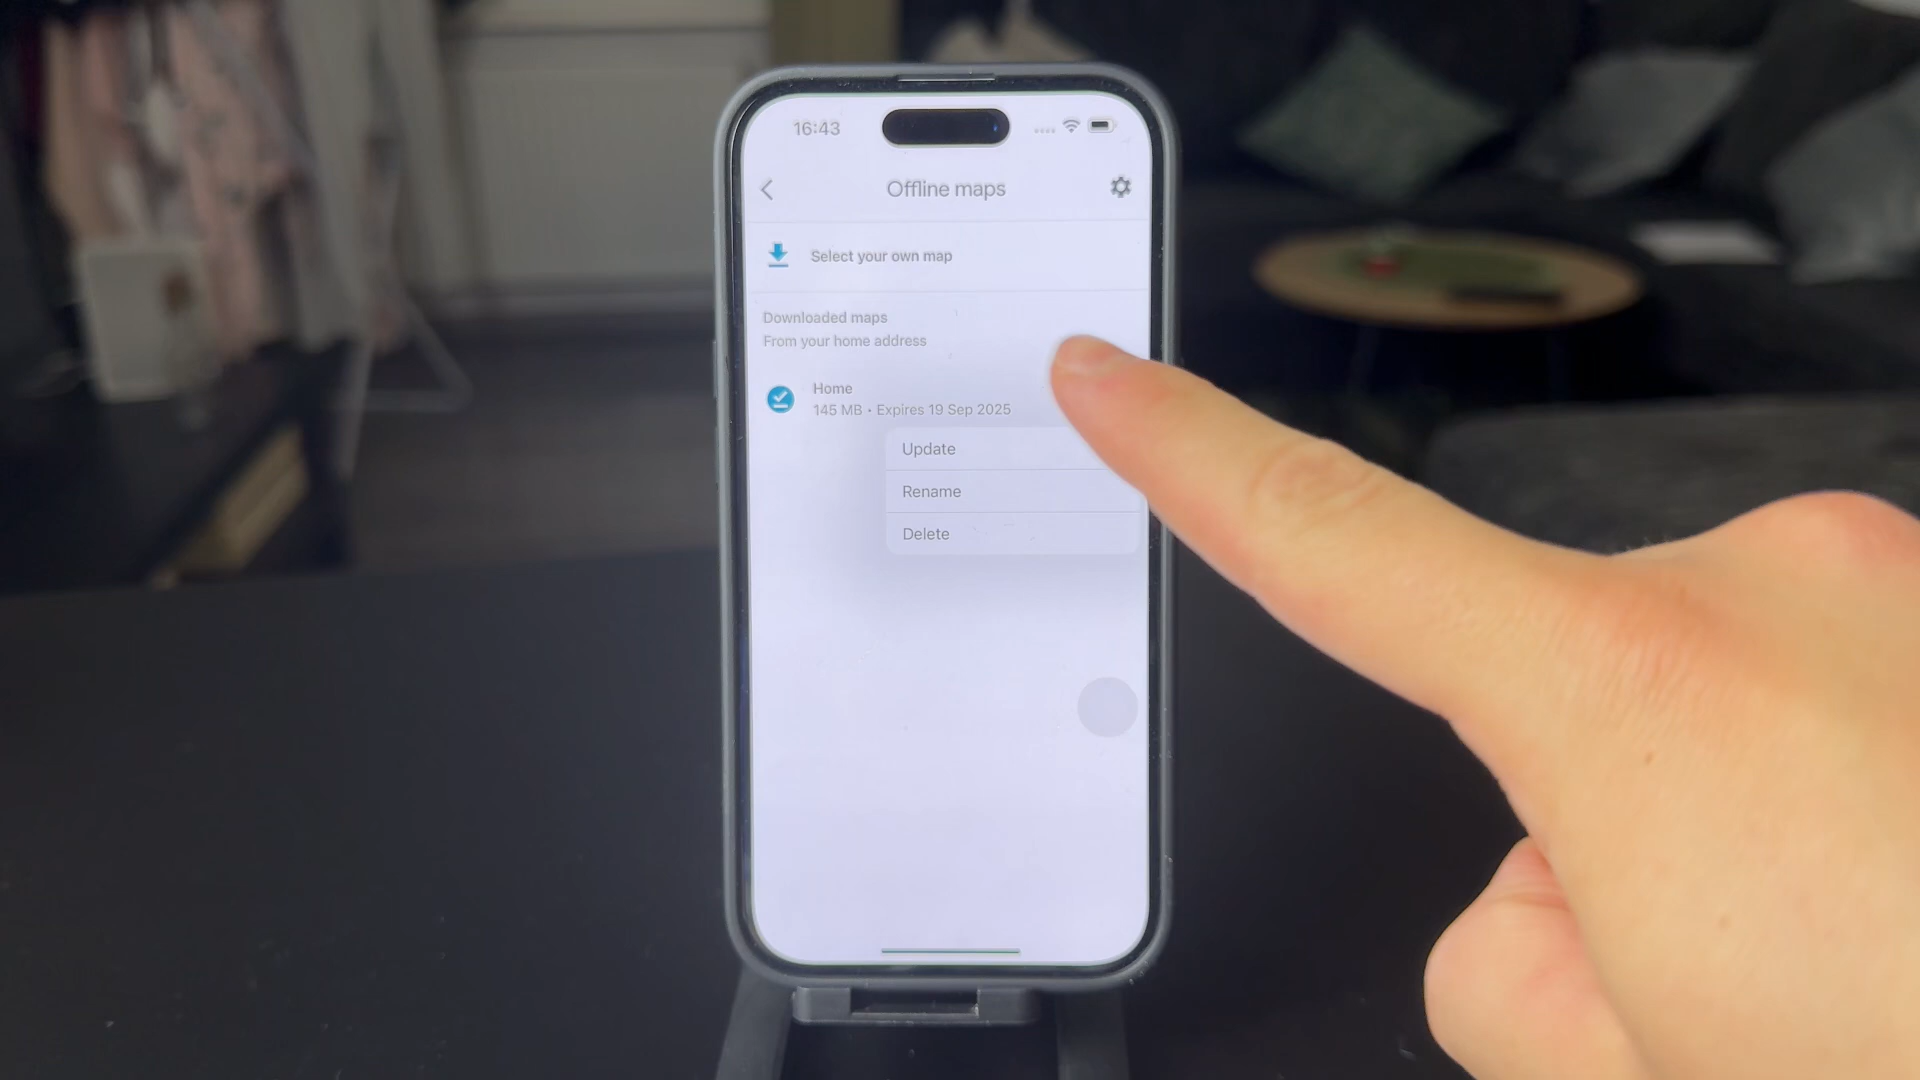 16:43
Offline maps
Select your own map
Downloaded maps
From your home address
Home
145 MB • Expires 19 Sep 2025
Update
Rename
Delete